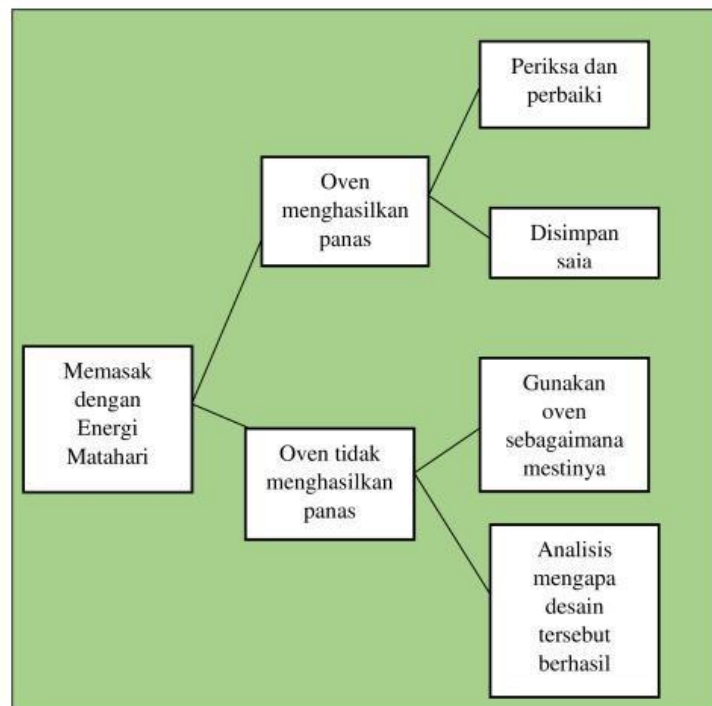 Periksa dan
perbaiki
Oven
menghasilkan
panas
Disimpan
saia
Memasak
dengan
Energi
Matahari
Gunakan
oven
sebagaimana
mestinya
Oven tidak
menghasilkan
panas
Analisis
mengapa
desain
tersebut
berhasil